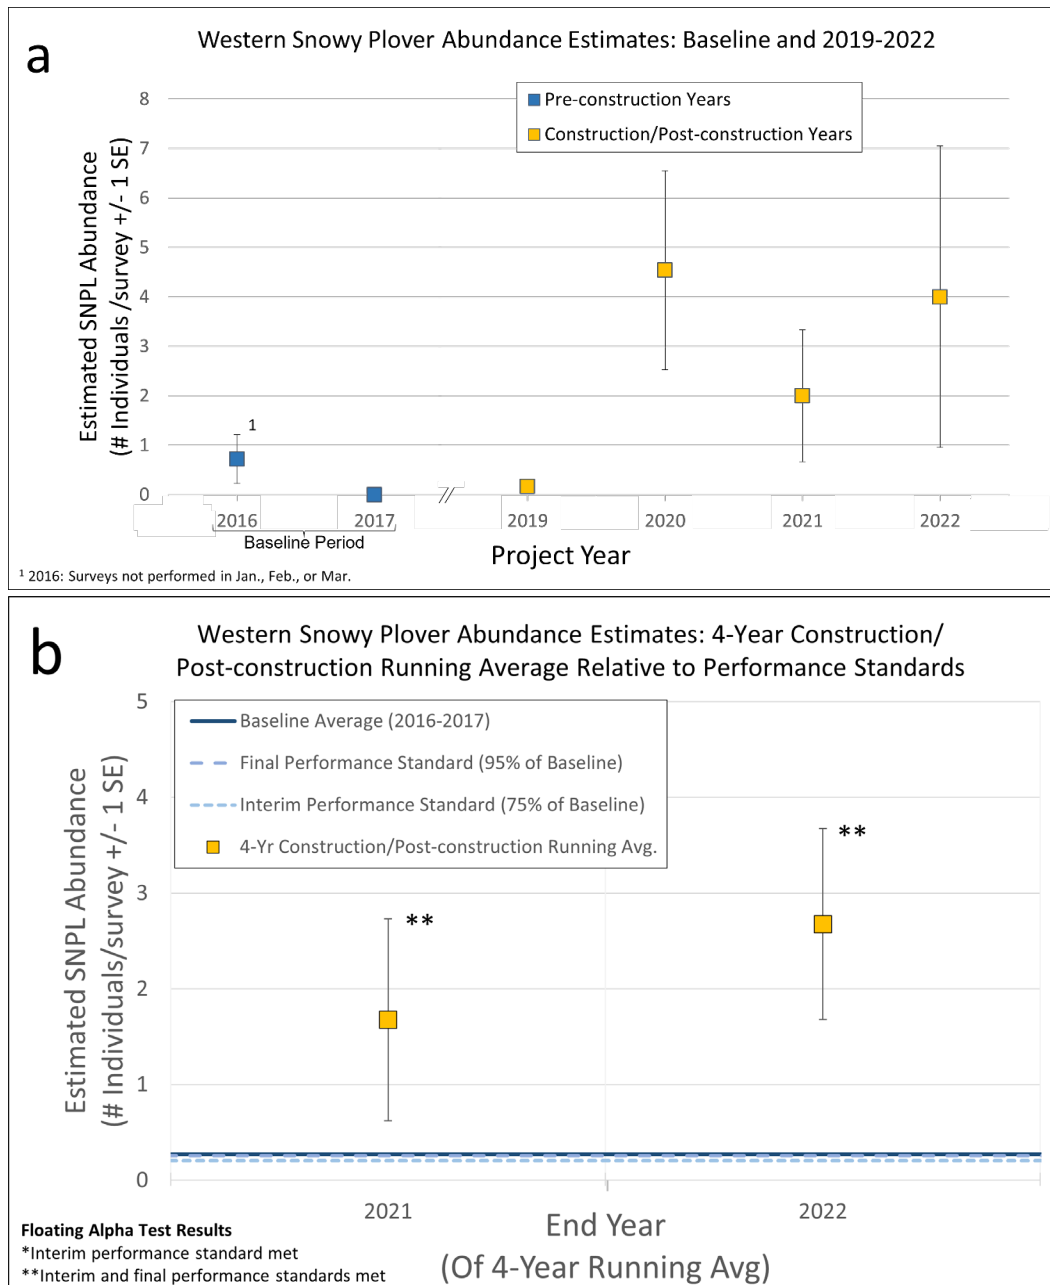 a
Western Snowy Plover Abundance Estimates: Baseline and 2019-2022
Estimated SNPL Abundance
(# Individuals /survey +/- 1 SE)
8
7
6
5
4
3
2
1
0
Pre-construction Years
Construction/Post-construction Years
1
//
2016
2017
2019
2020
2021
2022
Baseline Period
Project Year
1 2016: Surveys not performed in Jan., Feb., or Mar.
b
Western Snowy Plover Abundance Estimates: 4-Year Construction/
Post-construction Running Average Relative to Performance Standards
Estimated SNPL Abundance
(# Individuals/survey +/- 1 SE)
5
4
3
2
1
0
Baseline Average (2016-2017)
Final Performance Standard (95% of Baseline)
Interim Performance Standard (75% of Baseline)
4-Yr Construction/Post-construction Running Avg.
**
**
2021
2022
End Year
(Of 4-Year Running Avg)
Floating Alpha Test Results
*Interim performance standard met
**Interim and final performance standards met